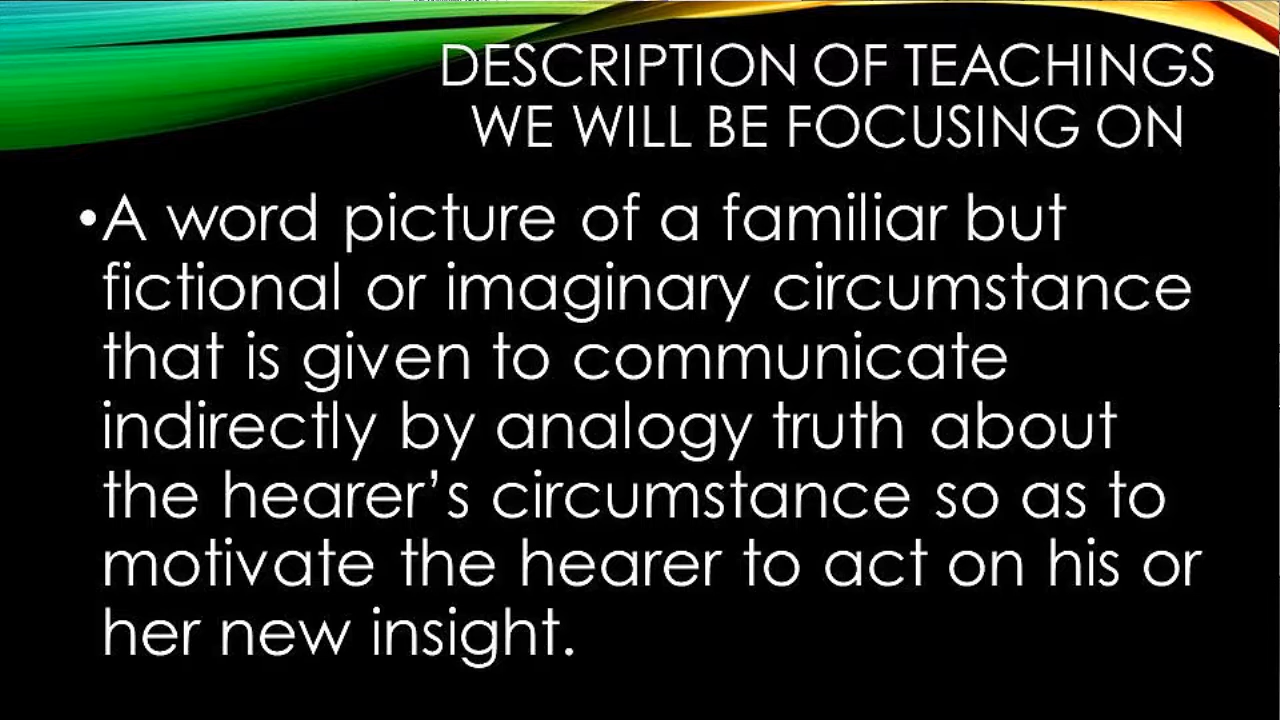 DESCRIPTION OF TEACHINGS
WE WILL BE FOCUSING ON
•A word picture of a familiar but
fictional or imaginary circumstance
that is given to communicate
indirectly by analogy truth about
the hearer’s circumstance so as to
motivate the hearer to act on his or
her new insight.